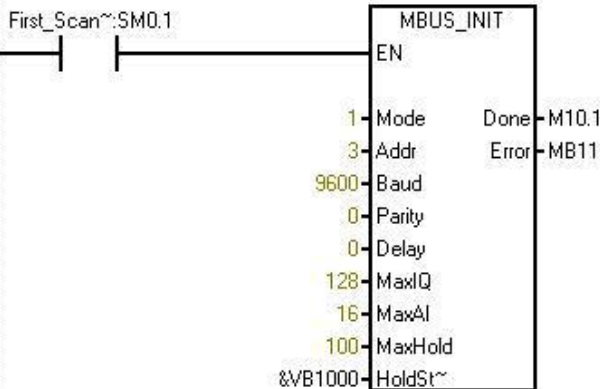 First_Scan~:SM0.1
MBUS_INIT
EN
1 Mode Done M10.1
3 Addr Error MB11
9600 Baud
0 Parity
0 Delay
128 MaxIQ
16 MaxAI
100 MaxHold
&VB1000 HoldSt~